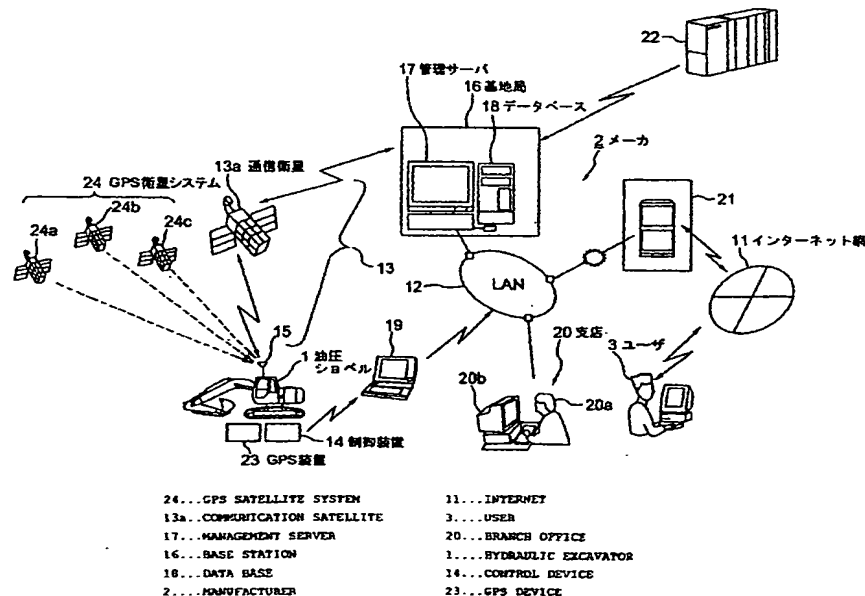 22
17 管理サーバ
16 基地局
18 データベース
2 メーカ
13a 通信衛星
24 GPS衛星システム
24a
24b
24c
21
11 インターネット網
13
12
LAN
15
19
1 油圧ショベル
20 支店
3 ユーザ
20b
20a
14 制御装置
23 GPS装置
24...GPS SATELLITE SYSTEM
13a..COMMUNICATION SATELLITE
17...MANAGEMENT SERVER
16...BASE STATION
18...DATA BASE
2....MANUFACTURER
11...INTERNET
3....USER
20...BRANCH OFFICE
1....HYDRAULIC EXCAVATOR
14...CONTROL DEVICE
23...GPS DEVICE